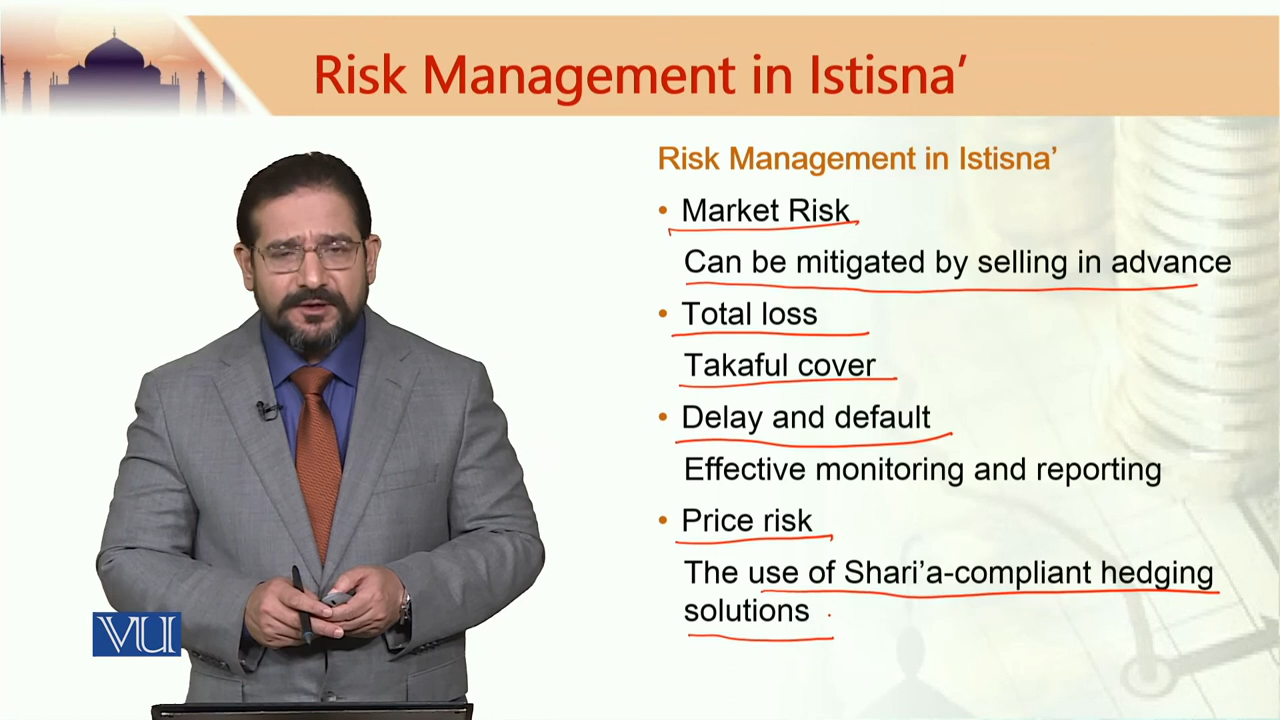 Risk Management in Istisna’
Risk Management in Istisna’
• Market Risk
Can be mitigated by selling in advance
• Total loss
Takaful cover
• Delay and default
Effective monitoring and reporting
• Price risk
The use of Shari’a-compliant hedging
solutions
VU